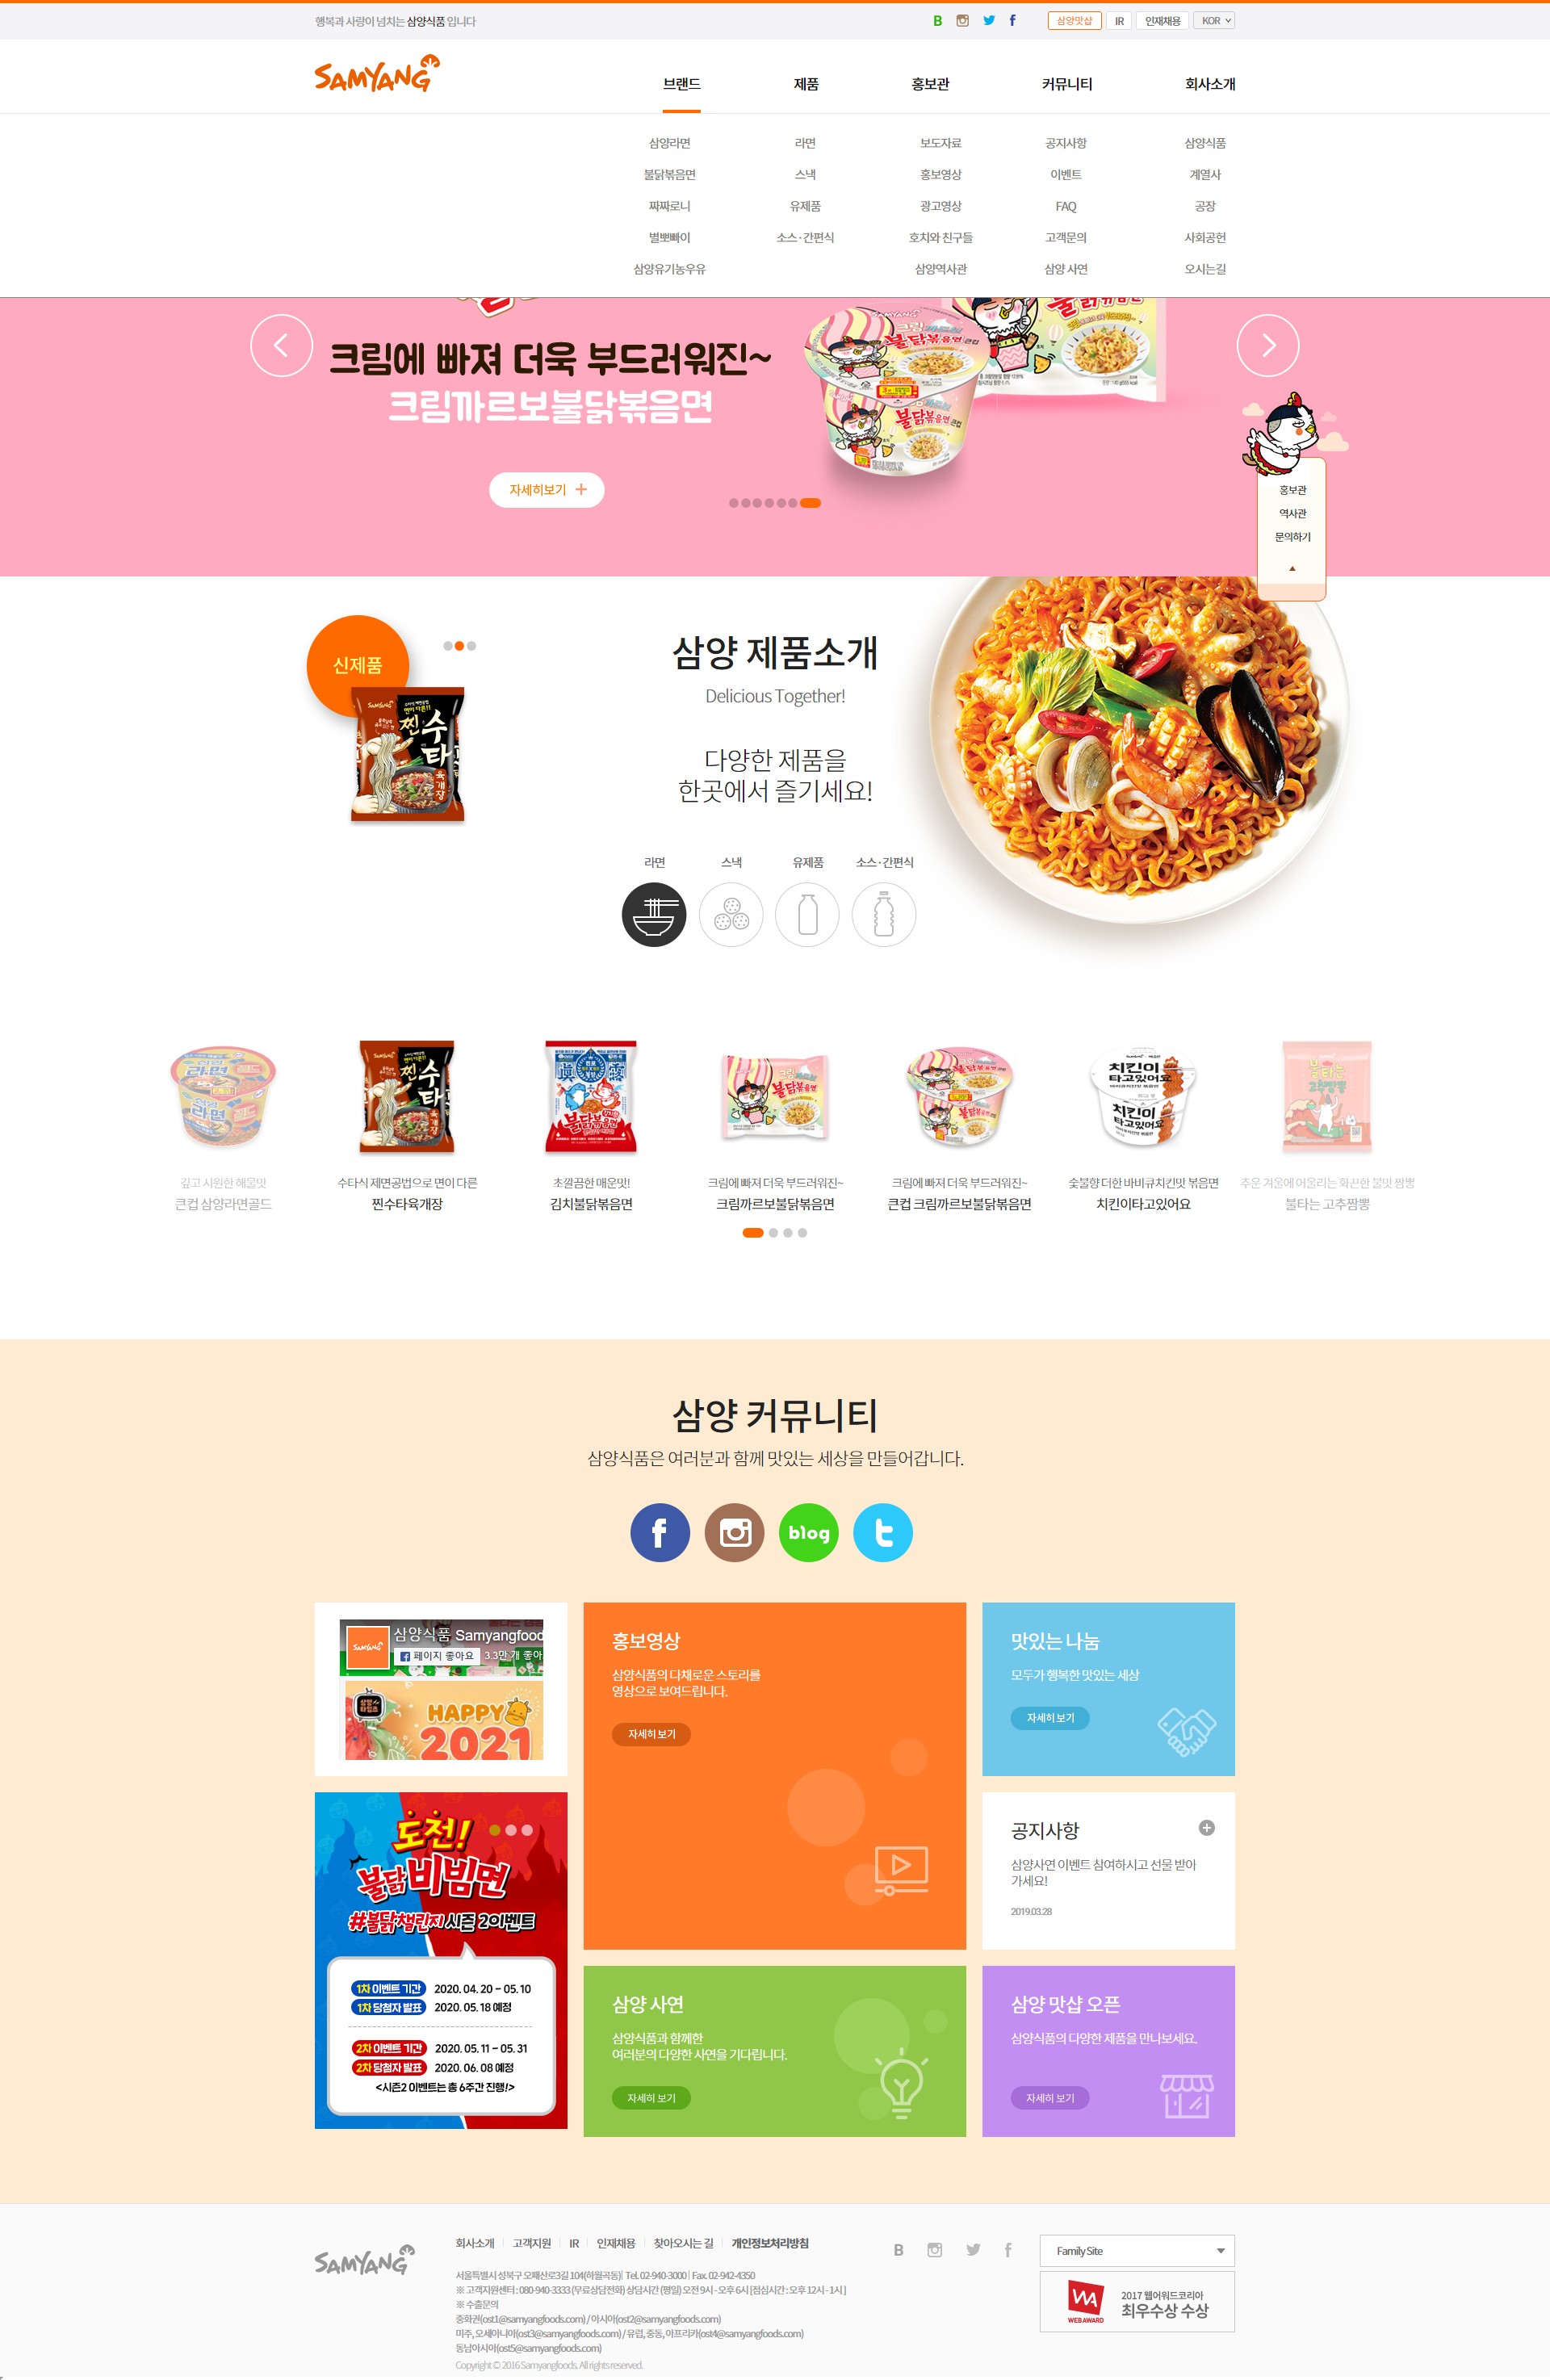 행복과 사랑이 넘치는 삼양식품 입니다
삼양맛샵
IR
인재채용
KOR
SAMYANG
브랜드
제품
홍보관
커뮤니티
회사소개
삼양라면
라면
보도자료
공지사항
삼양식품
불닭볶음면
스낵
홍보영상
이벤트
계열사
짜짜로니
유제품
광고영상
FAQ
공장
별뽀빠이
소스 · 간편식
호치와 친구들
고객문의
사회공헌
삼양유기농우유
삼양역사관
삼양 사연
오시는길
크림에 빠져 더욱 부드러워진~
크림까르보불닭볶음면
자세히보기 +
SAMYANG
크림
불닭볶음면
불닭볶음면
홍보관
역사관
문의하기
신제품
SAMYANG
찐수타
육개장
삼양 제품소개
Delicious Together!
다양한 제품을
한곳에서 즐기세요!
라면
스낵
유제품
소스 · 간편식
깊고 시원한 해물맛
큰컵 삼양라면골드
수타식 제면공법으로 면이 다른
찐수타육개장
초깔끔한 매운맛!
김치불닭볶음면
크림에 빠져 더욱 부드러워진~
크림까르보불닭볶음면
크림에 빠져 더욱 부드러워진~
큰컵 크림까르보불닭볶음면
숯불향 더한 바비큐치킨맛 볶음면
치킨이타고있어요
추운 겨울에 어울리는 화끈한 불맛 짬뽕
불타는 고추짬뽕
삼양 커뮤니티
삼양식품은 여러분과 함께 맛있는 세상을 만들어갑니다.
blog
SAMYANG
삼양식품 Samyangfood
페이지 좋아요
3.3만 개 좋아
HAPPY
2021
홍보영상
삼양식품의 다채로운 스토리를
영상으로 보여드립니다.
자세히 보기
맛있는 나눔
모두가 행복한 맛있는 세상
자세히 보기
도전!
불닭비빔면
#불닭챌린지 시즌 2이벤트
1차 이벤트 기간 2020. 04. 20 – 05. 10
1차 당첨자 발표 2020. 05. 18 예정
2차 이벤트 기간 2020. 05. 11 – 05. 31
2차 당첨자 발표 2020. 06. 08 예정
<시즌2 이벤트는 총 6주간 진행!>
공지사항
삼양사연 이벤트 참여하시고 선물 받아
가세요!
2019.03.28
삼양 사연
삼양식품과 함께한
여러분의 다양한 사연을 기다립니다.
자세히 보기
삼양 맛샵 오픈
삼양식품의 다양한 제품을 만나보세요.
자세히 보기
SAMYANG
회사소개
고객지원
IR
인재채용
찾아오시는 길
개인정보처리방침
서울특별시 성북구 오패산로3길 104(하월곡동) | Tel. 02-940-3000 | Fax. 02-942-4350
※ 고객지원센터 : 080-940-3333 (무료상담전화) 상담시간 (평일) 오전 9시 - 오후 6시 [점심시간 : 오후 12시 - 1시 ]
※ 수출문의
중화권(ost1@samyangfoods.com) / 아시아(ost2@samyangfoods.com)
미주, 오세아니아(ost3@samyangfoods.com) / 유럽, 중동, 아프리카(ost4@samyangfoods.com)
동남아시아(ost5@samyangfoods.com)
Copyright © 2016 Samyangfoods. All rights reserved.
Family Site
WEB AWARD
2017 웹어워드코리아
최우수상 수상